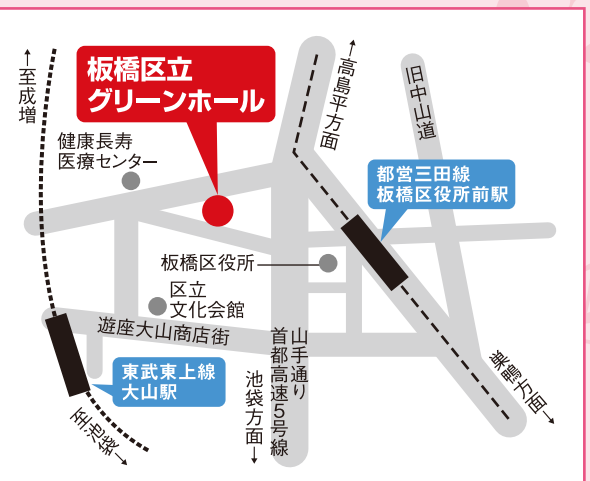 ←至成増
板橋区立
グリーンホール
健康長寿
医療センター
→高島平方面
旧中山道
都営三田線
板橋区役所前駅
板橋区役所
区立
文化会館
遊座大山商店街
東武東上線
大山駅
至池袋→
山手通り
首都高速5号線
池袋方面→
巣鴨方面→